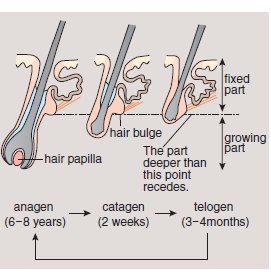 fixed
part
hair bulge
growing
part
hair papilla
The part
deeper than
this point
recedes.
anagen
(6–8 years)
catagen
(2 weeks)
telogen
(3–4months)